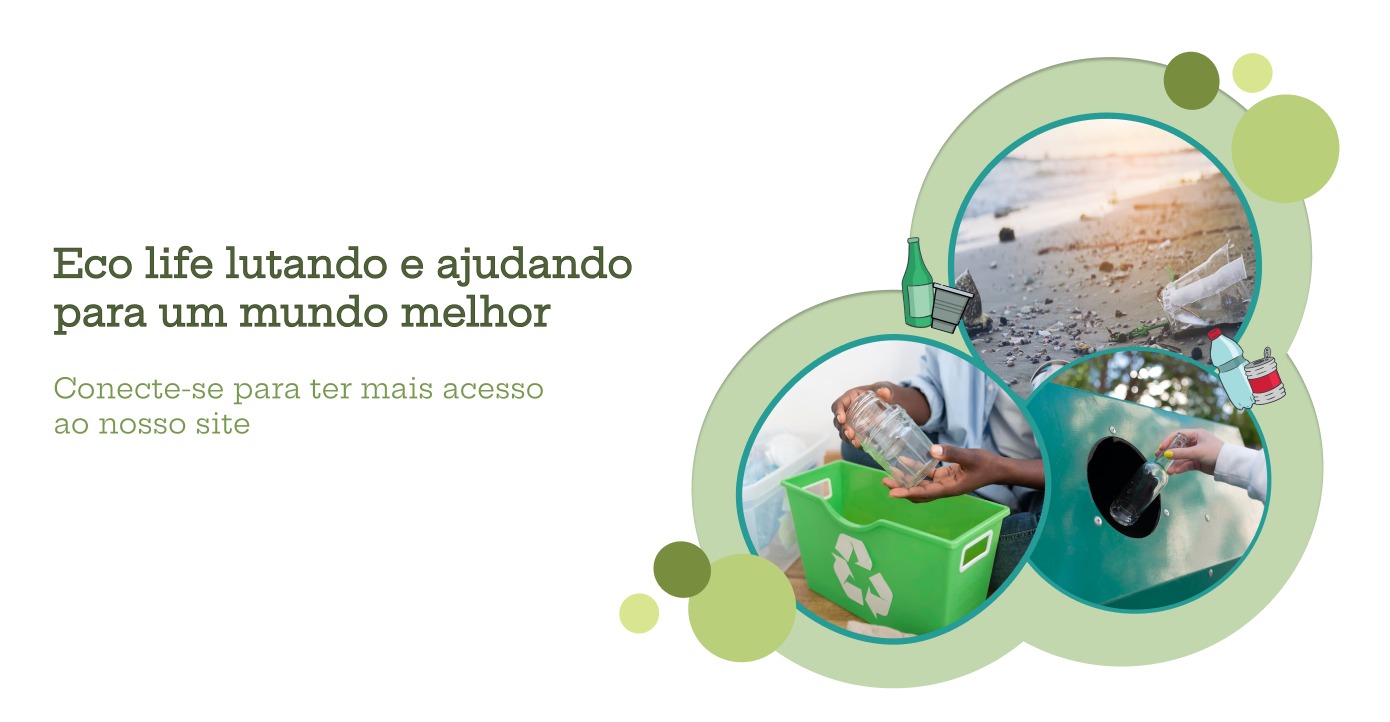 Eco life lutando e ajudando
para um mundo melhor
Conecte-se para ter mais acesso
ao nosso site